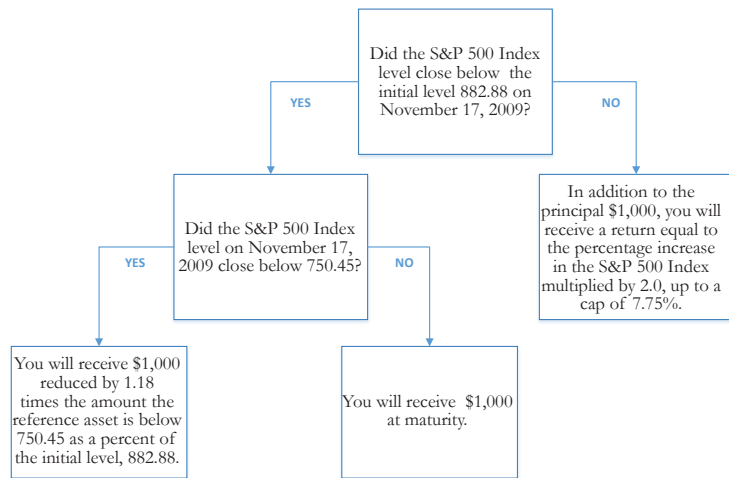 Did the S&P 500 Index
level close below the
initial level 882.88 on
November 17, 2009?
YES
NO
Did the S&P 500 Index
level on November 17,
2009 close below 750.45?
In addition to the
principal $1,000, you will
receive a return equal to
the percentage increase
in the S&P 500 Index
multiplied by 2.0, up to a
cap of 7.75%.
YES
NO
You will receive $1,000
reduced by 1.18
times the amount the
reference asset is below
750.45 as a percent of
the initial level, 882.88.
You will receive $1,000
at maturity.